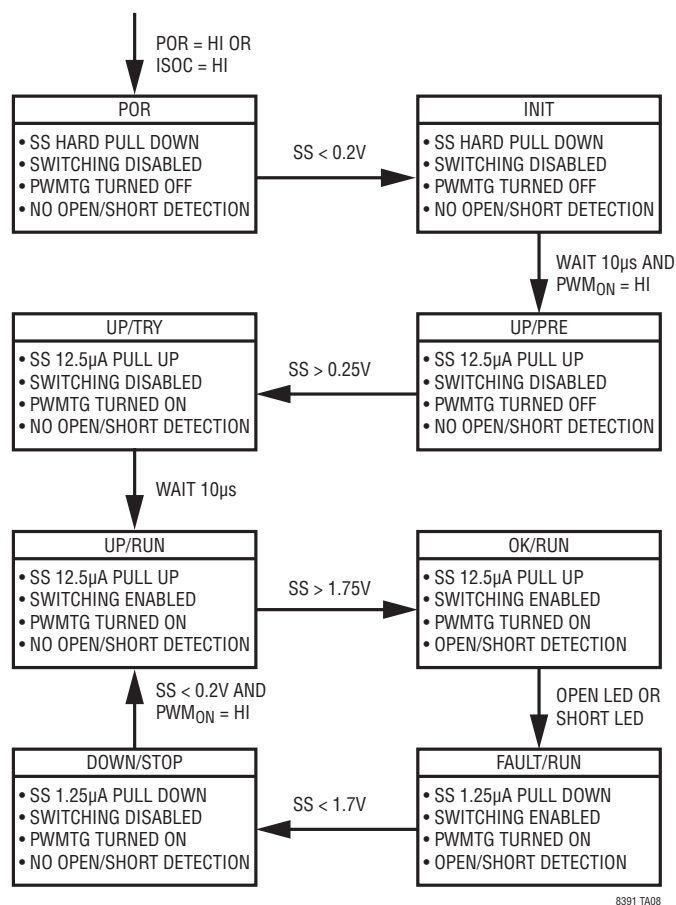 POR = HI OR
ISOC = HI
POR
• SS HARD PULL DOWN
• SWITCHING DISABLED
• PWMTG TURNED OFF
• NO OPEN/SHORT DETECTION
SS < 0.2V
INIT
• SS HARD PULL DOWN
• SWITCHING DISABLED
• PWMTG TURNED OFF
• NO OPEN/SHORT DETECTION
WAIT 10µs AND
PWMON = HI
UP/PRE
• SS 12.5µA PULL UP
• SWITCHING DISABLED
• PWMTG TURNED OFF
• NO OPEN/SHORT DETECTION
SS > 0.25V
UP/TRY
• SS 12.5µA PULL UP
• SWITCHING DISABLED
• PWMTG TURNED ON
• NO OPEN/SHORT DETECTION
WAIT 10µs
UP/RUN
• SS 12.5µA PULL UP
• SWITCHING ENABLED
• PWMTG TURNED ON
• NO OPEN/SHORT DETECTION
SS > 1.75V
OK/RUN
• SS 12.5µA PULL UP
• SWITCHING ENABLED
• PWMTG TURNED ON
• OPEN/SHORT DETECTION
OPEN LED OR
SHORT LED
FAULT/RUN
• SS 1.25µA PULL DOWN
• SWITCHING ENABLED
• PWMTG TURNED ON
• OPEN/SHORT DETECTION
SS < 1.7V
DOWN/STOP
• SS 1.25µA PULL DOWN
• SWITCHING DISABLED
• PWMTG TURNED ON
• NO OPEN/SHORT DETECTION
SS < 0.2V AND
PWMON = HI
8391 TA08